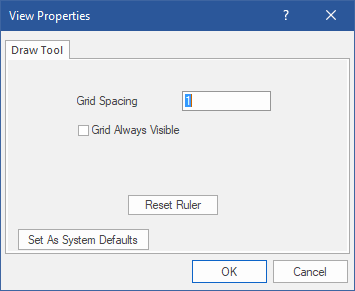 View Properties
?
Draw Tool
Grid Spacing 1
Grid Always Visible
Reset Ruler
Set As System Defaults
OK Cancel